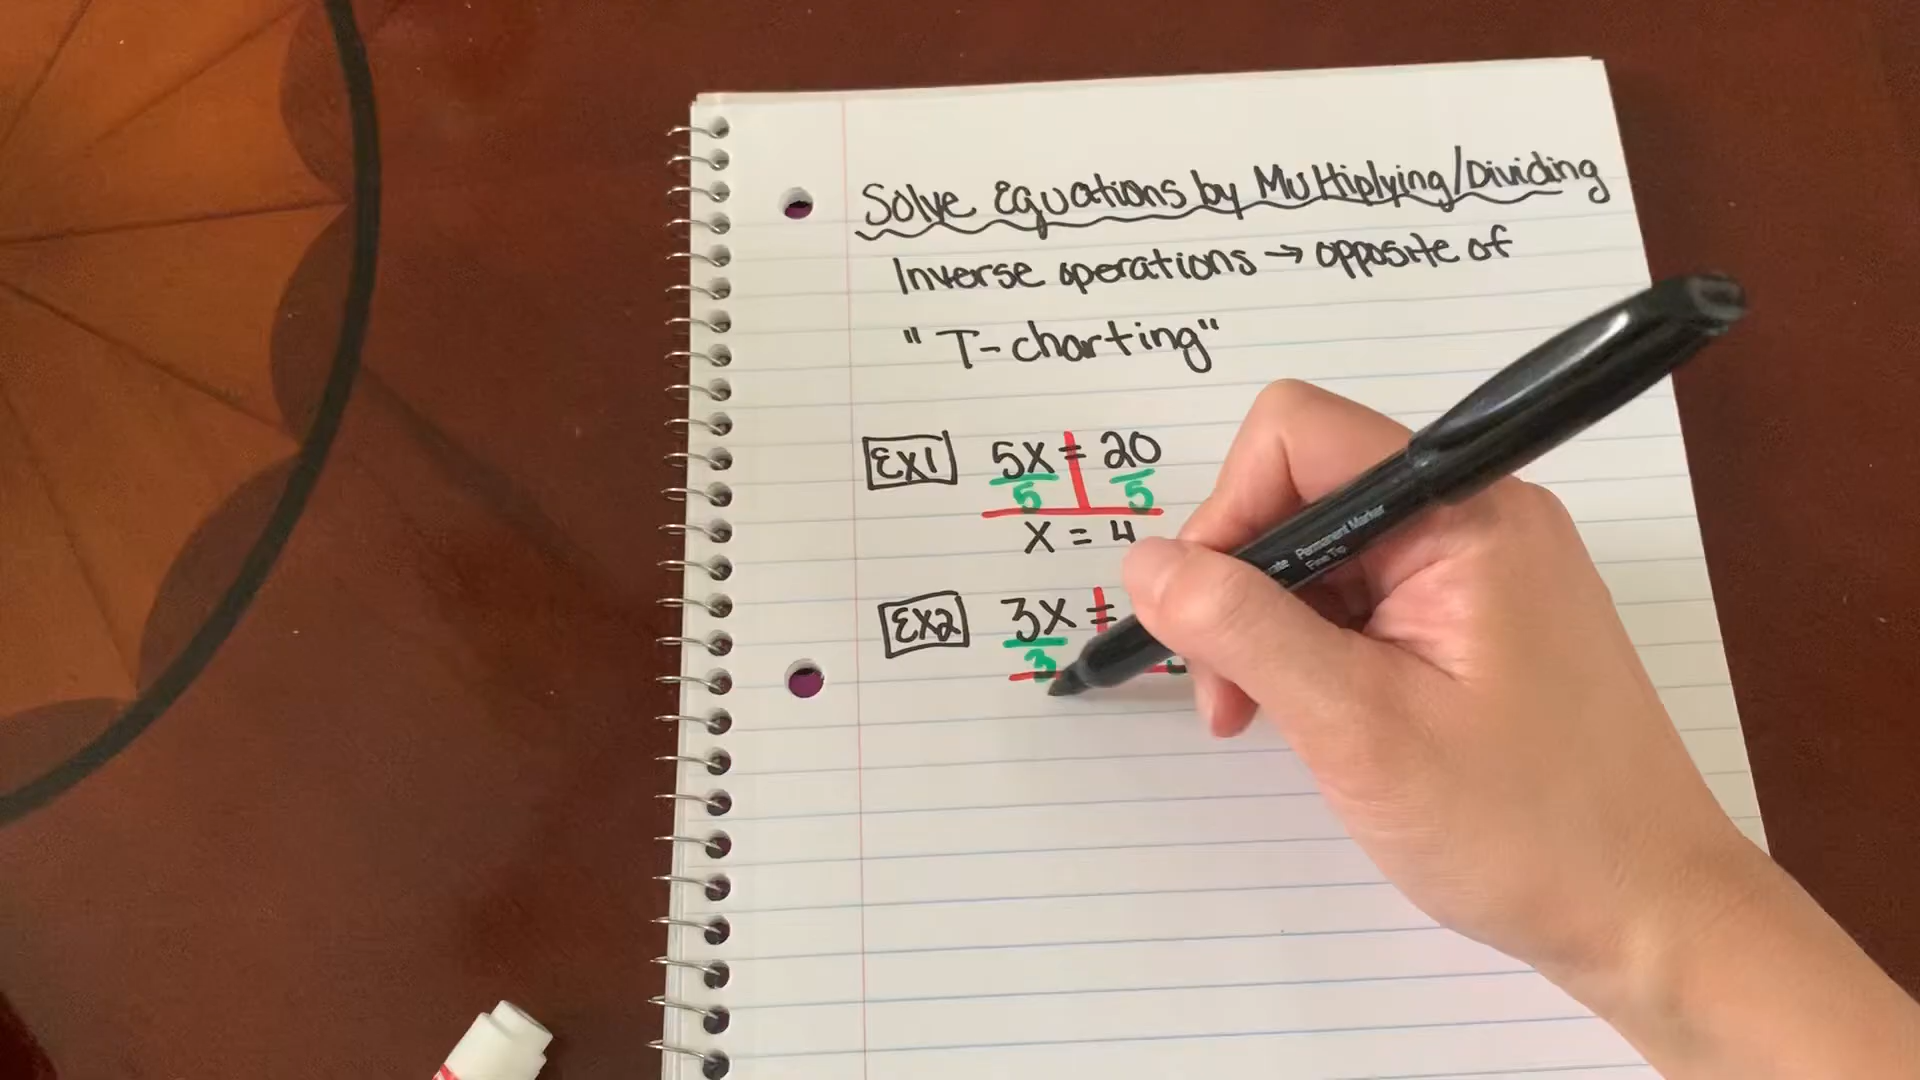 Solve Equations by Multiplying/Dividing
Inverse operations → opposite of
"T-charting"
EX1 5x = 20
5 5
x = 4
EX2 3x =
3
Permanent Marker
Fine Tip